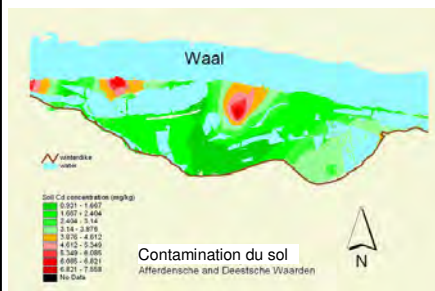 Waal
winterdike
water
Soil Cd concentration (mg/kg)
0.931 - 1.667
1.667 - 2.404
2.404 - 3.14
3.14 - 3.876
3.876 - 4.612
4.612 - 5.349
5.349 - 6.085
6.085 - 6.821
6.821 - 7.558
No Data
Contamination du sol
Afferdensche and Deestsche Waarden
N